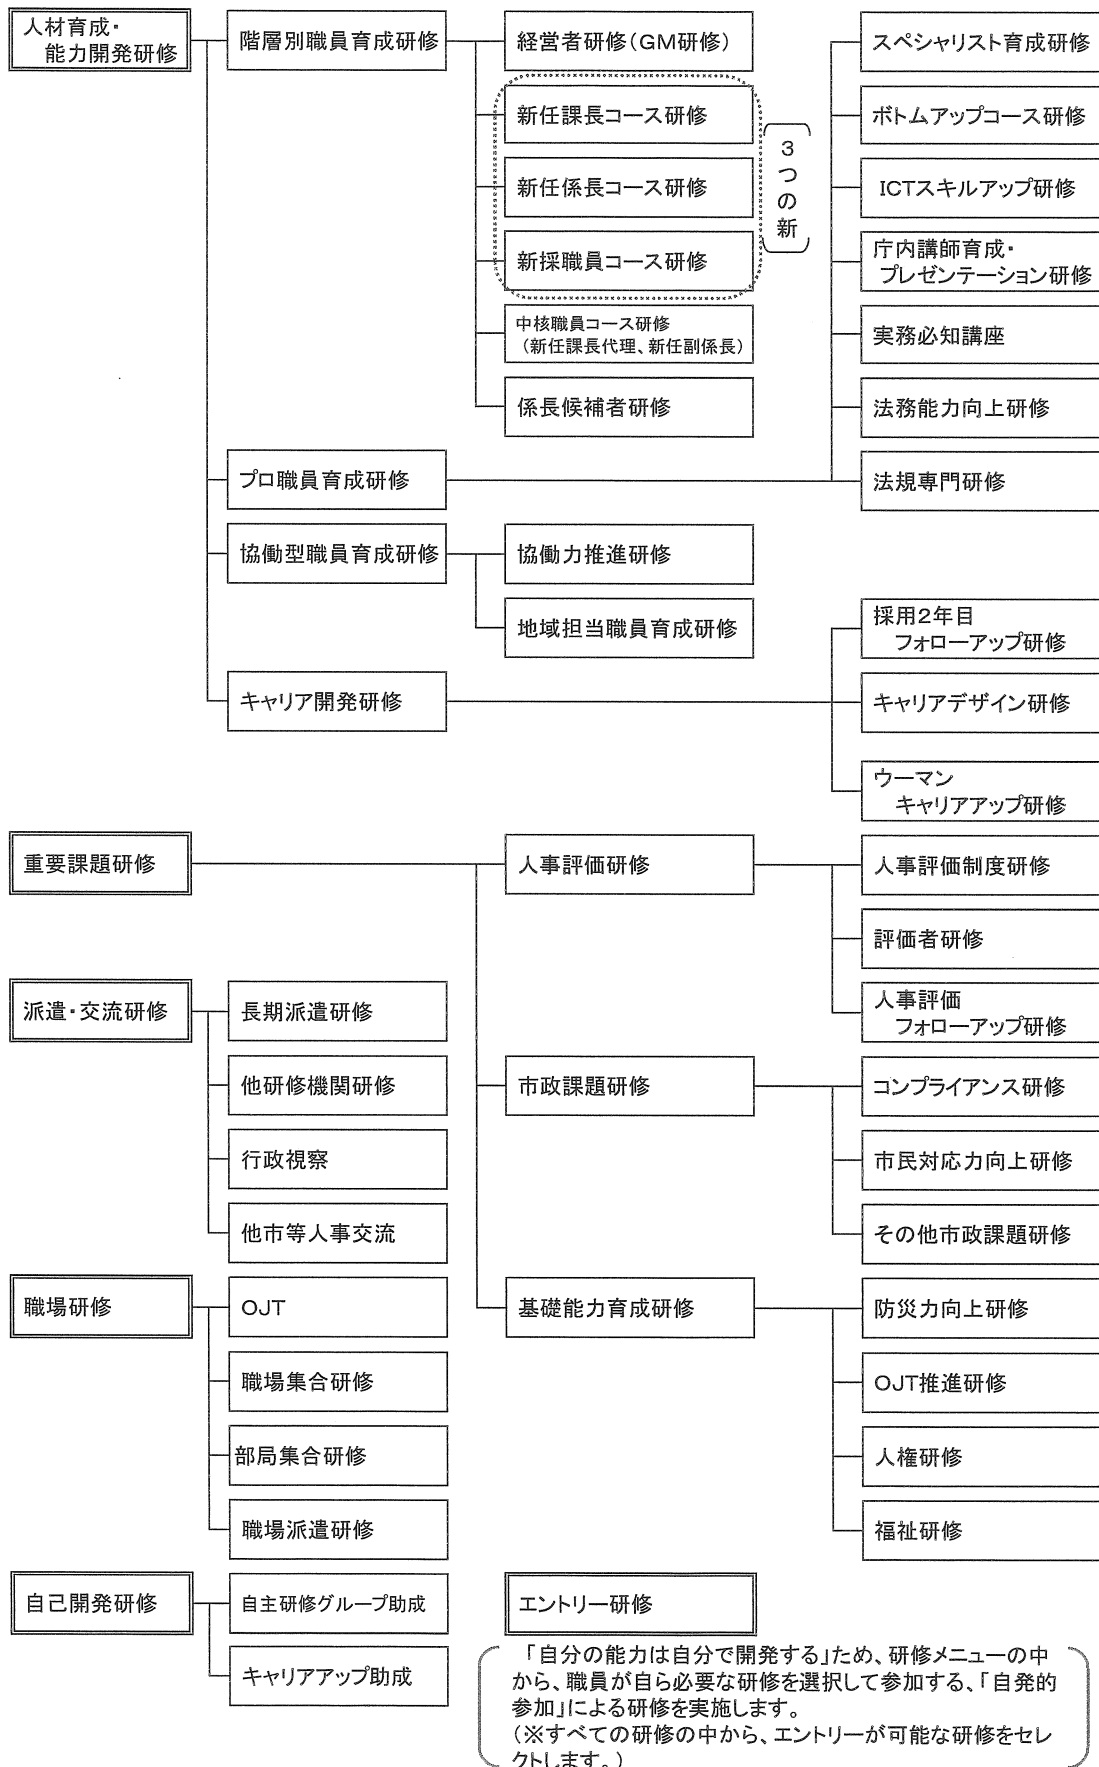 人材育成・
能力開発研修
階層別職員育成研修
経営者研修（GM研修）
新任課長コース研修
新任係長コース研修
新採職員コース研修
3つの新
中核職員コース研修
（新任課長代理、新任副係長）
係長候補者研修
プロ職員育成研修
スペシャリスト育成研修
ボトムアップコース研修
ICTスキルアップ研修
庁内講師育成・
プレゼンテーション研修
実務必知講座
法務能力向上研修
法規専門研修
協働型職員育成研修
協働力推進研修
地域担当職員育成研修
キャリア開発研修
採用2年目
フォローアップ研修
キャリアデザイン研修
ウーマン
キャリアアップ研修
重要課題研修
人事評価研修
人事評価制度研修
評価者研修
人事評価
フォローアップ研修
市政課題研修
コンプライアンス研修
市民対応力向上研修
その他市政課題研修
基礎能力育成研修
防災力向上研修
OJT推進研修
人権研修
福祉研修
派遣・交流研修
長期派遣研修
他研修機関研修
行政視察
他市等人事交流
職場研修
OJT
職場集合研修
部局集合研修
職場派遣研修
自己開発研修
自主研修グループ助成
キャリアアップ助成
エントリー研修
「自分の能力は自分で開発する」ため、研修メニューの中
から、職員が自ら必要な研修を選択して参加する、「自発的
参加」による研修を実施します。
（※すべての研修の中から、エントリーが可能な研修をセレ
クトします。）